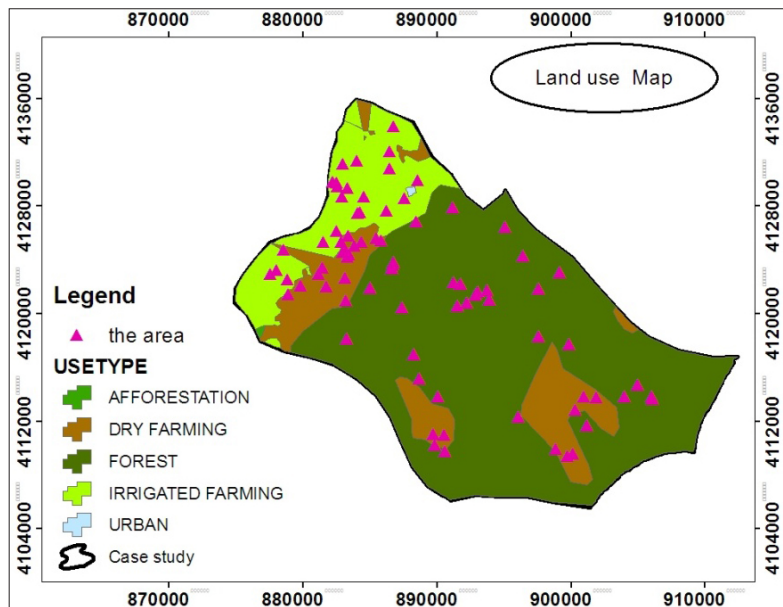 870000 880000 890000 900000 910000
Land use Map
4136000 4136000
4128000 4128000
4120000 4120000
4112000 4112000
4104000 4104000
Legend
the area
USETYPE
AFFORESTATION
DRY FARMING
FOREST
IRRIGATED FARMING
URBAN
Case study
870000 880000 890000 900000 910000